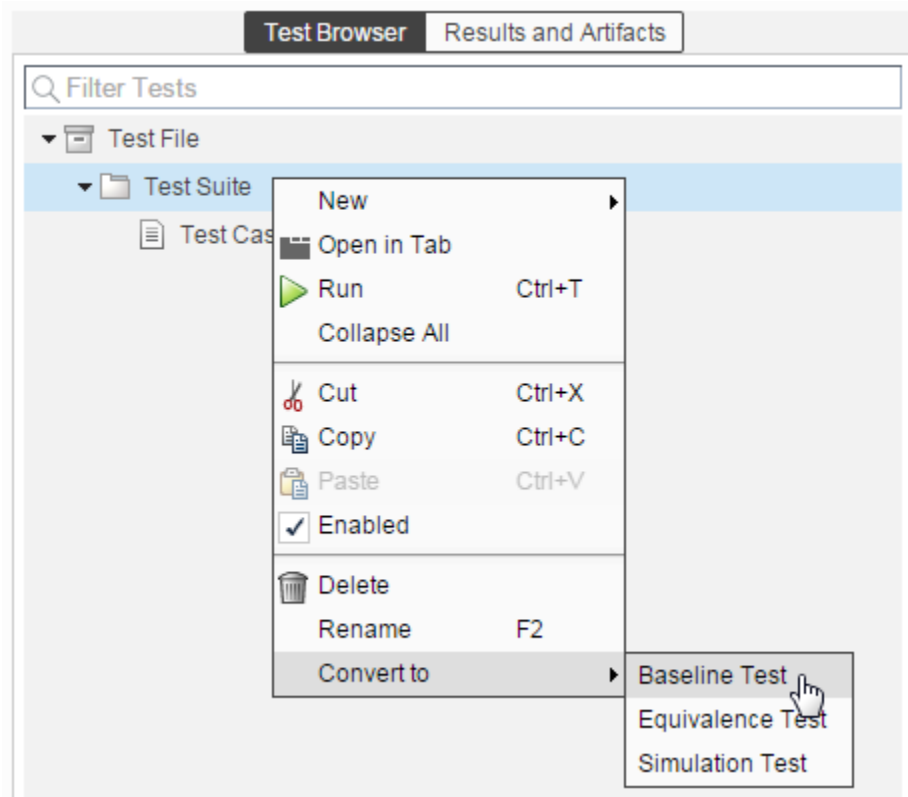 Test Browser Results and Artifacts
Filter Tests
Test File
Test Suite
Test Cas
New
Open in Tab
Run Ctrl+T
Collapse All
Cut Ctrl+X
Copy Ctrl+C
Paste Ctrl+V
Enabled
Delete
Rename F2
Convert to
Baseline Test
Equivalence Test
Simulation Test